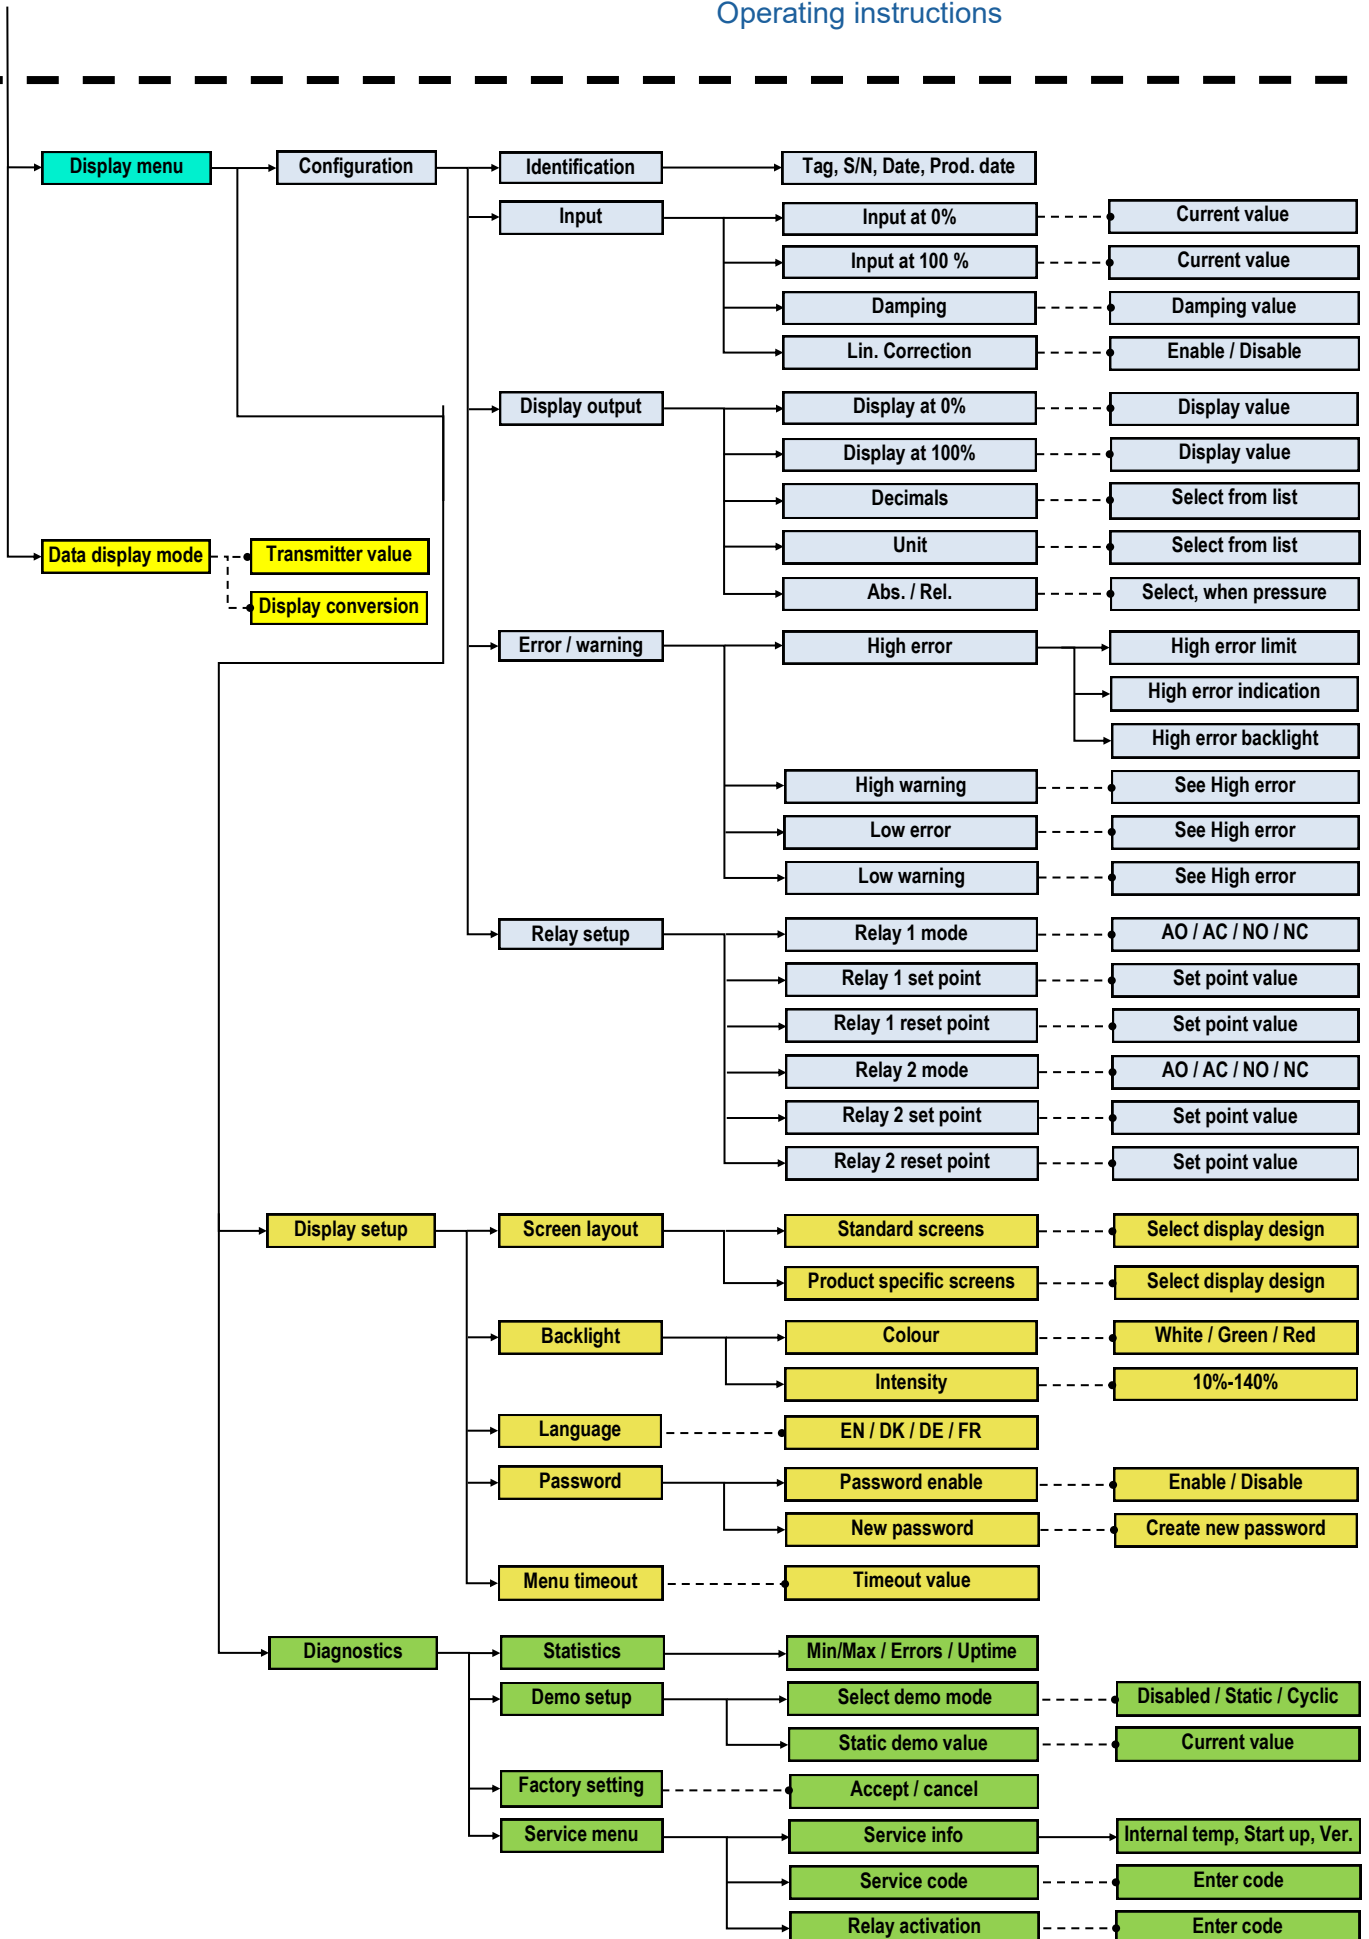 Operating instructions
Display menu
Configuration
Identification
Tag, S/N, Date, Prod. date
Input
Input at 0%
Current value
Input at 100 %
Current value
Damping
Damping value
Lin. Correction
Enable / Disable
Display output
Display at 0%
Display value
Display at 100%
Display value
Decimals
Select from list
Data display mode
Transmitter value
Unit
Select from list
Display conversion
Abs. / Rel.
Select, when pressure
Error / warning
High error
High error limit
High error indication
High error backlight
High warning
See High error
Low error
See High error
Low warning
See High error
Relay setup
Relay 1 mode
AO / AC / NO / NC
Relay 1 set point
Set point value
Relay 1 reset point
Set point value
Relay 2 mode
AO / AC / NO / NC
Relay 2 set point
Set point value
Relay 2 reset point
Set point value
Display setup
Screen layout
Standard screens
Select display design
Product specific screens
Select display design
Backlight
Colour
White / Green / Red
Intensity
10%-140%
Language
EN / DK / DE / FR
Password
Password enable
Enable / Disable
New password
Create new password
Menu timeout
Timeout value
Diagnostics
Statistics
Min/Max / Errors / Uptime
Demo setup
Select demo mode
Disabled / Static / Cyclic
Static demo value
Current value
Factory setting
Accept / cancel
Service menu
Service info
Internal temp, Start up, Ver.
Service code
Enter code
Relay activation
Enter code